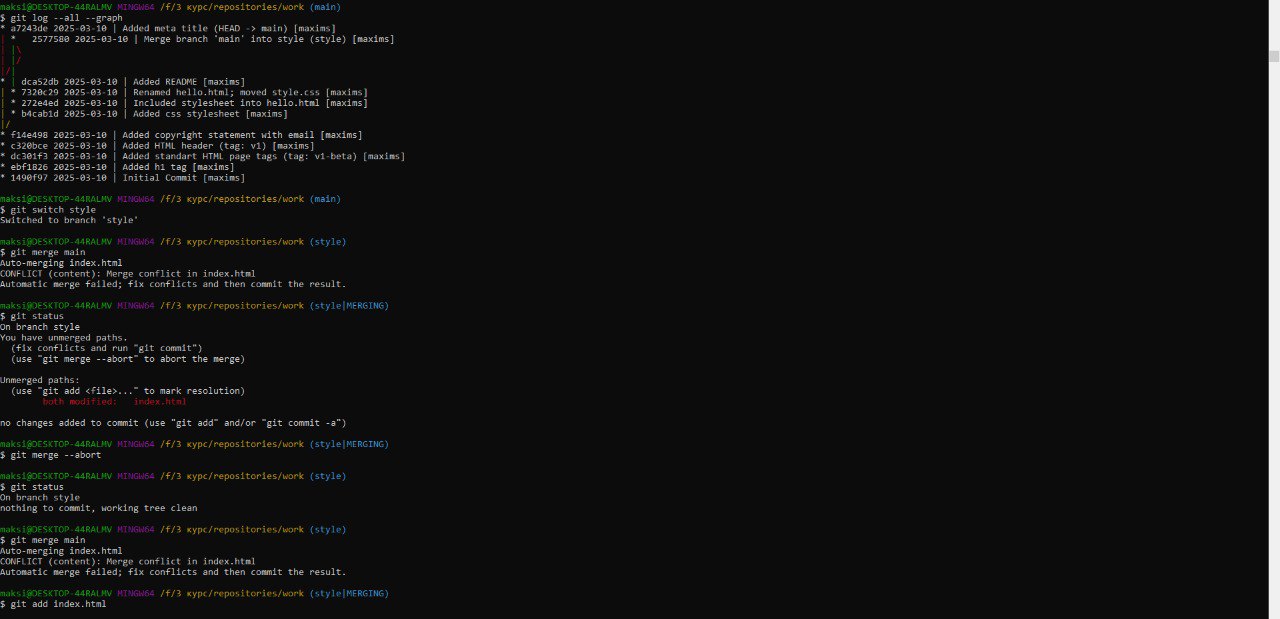 maksi@DESKTOP-44RALMV MINGW64 /f/3 курс/repositories/work (main)
$ git log --all --graph
* a7243de 2025-03-10 | Added meta title (HEAD -> main) [maxims]
| *   2577580 2025-03-10 | Merge branch 'main' into style (style) [maxims]
| |\
| |/
|/|
* | dca52db 2025-03-10 | Added README [maxims]
| * 7320c29 2025-03-10 | Renamed hello.html; moved style.css [maxims]
| * 272e4ed 2025-03-10 | Included stylesheet into hello.html [maxims]
| * b4cab1d 2025-03-10 | Added css stylesheet [maxims]
|/
* f14e498 2025-03-10 | Added copyright statement with email [maxims]
* c320bce 2025-03-10 | Added HTML header (tag: v1) [maxims]
* dc301f3 2025-03-10 | Added standart HTML page tags (tag: v1-beta) [maxims]
* ebf1826 2025-03-10 | Added h1 tag [maxims]
* 1490f97 2025-03-10 | Initial Commit [maxims]
maksi@DESKTOP-44RALMV MINGW64 /f/3 курс/repositories/work (main)
$ git switch style
Switched to branch 'style'
maksi@DESKTOP-44RALMV MINGW64 /f/3 курс/repositories/work (style)
$ git merge main
Auto-merging index.html
CONFLICT (content): Merge conflict in index.html
Automatic merge failed; fix conflicts and then commit the result.
maksi@DESKTOP-44RALMV MINGW64 /f/3 курс/repositories/work (style|MERGING)
$ git status
On branch style
You have unmerged paths.
  (fix conflicts and run "git commit")
  (use "git merge --abort" to abort the merge)
Unmerged paths:
  (use "git add <file>..." to mark resolution)
        both modified:   index.html
no changes added to commit (use "git add" and/or "git commit -a")
maksi@DESKTOP-44RALMV MINGW64 /f/3 курс/repositories/work (style|MERGING)
$ git merge --abort
maksi@DESKTOP-44RALMV MINGW64 /f/3 курс/repositories/work (style)
$ git status
On branch style
nothing to commit, working tree clean
maksi@DESKTOP-44RALMV MINGW64 /f/3 курс/repositories/work (style)
$ git merge main
Auto-merging index.html
CONFLICT (content): Merge conflict in index.html
Automatic merge failed; fix conflicts and then commit the result.
maksi@DESKTOP-44RALMV MINGW64 /f/3 курс/repositories/work (style|MERGING)
$ git add index.html